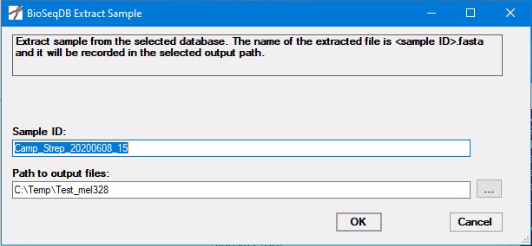 BioSeqDB Extract Sample
Extract sample from the selected database. The name of the extracted file is <sample ID>.fasta
and it will be recorded in the selected output path.
Sample ID:
Camp_Strep_20200608_15
Path to output files:
C:\Temp\Test_mel328
...
OK
Cancel